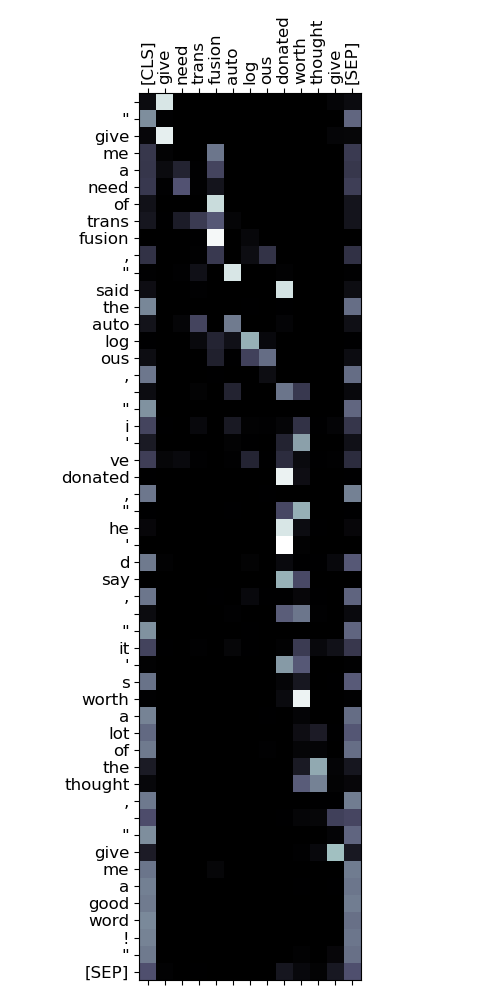 [CLS]
give
need
trans
fusion
auto
log
ous
donated
worth
thought
give
[SEP]
"
give
me
a
need
of
trans
fusion
,
"
said
the
auto
log
ous
,
"
i
'
ve
donated
,
"
he
'
d
say
,
"
it
'
s
worth
a
lot
of
the
thought
,
"
give
me
a
good
word
!
"
[SEP]